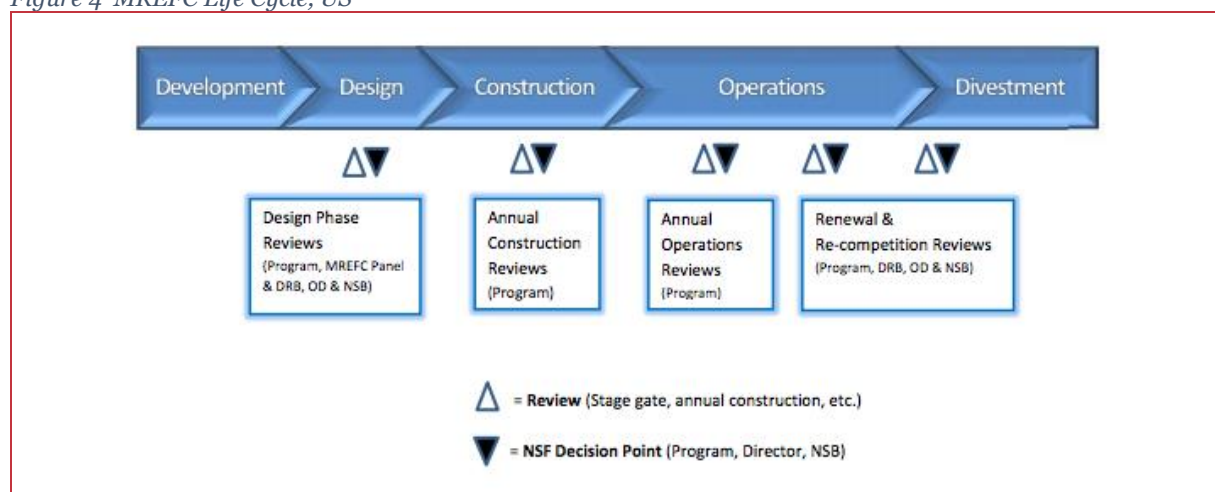 Figure 4 MREFC Life Cycle, US
Development Design Construction Operations Divestment
Design Phase
Reviews
(Program, MREFC Panel
& DRB, OD & NSB)
Annual
Construction
Reviews
(Program)
Annual
Operations
Reviews
(Program)
Renewal &
Re-competition Reviews
(Program, DRB, OD & NSB)
= Review (Stage gate, annual construction, etc.)
= NSF Decision Point (Program, Director, NSB)